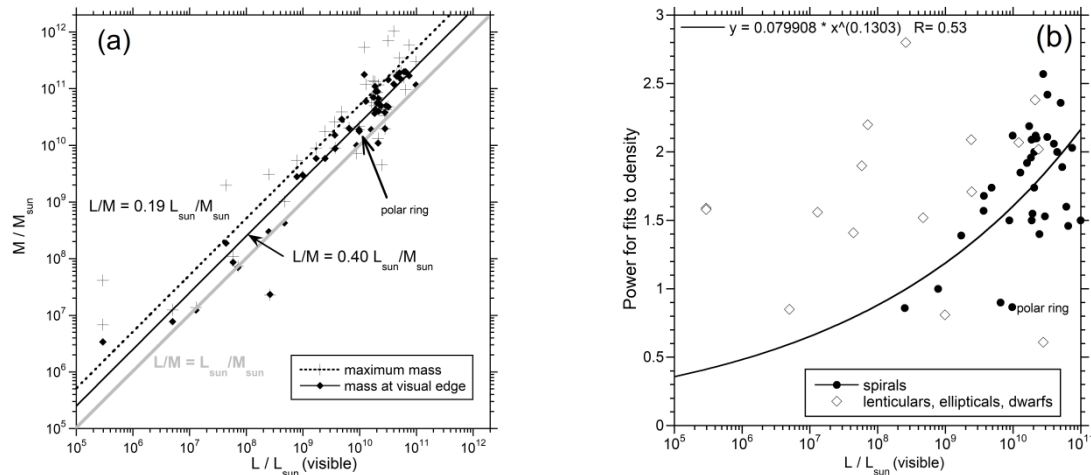 (a)
10^12
10^11
10^10
10^9
10^8
10^7
10^6
10^5
M / M_sun
L/M = 0.19 L_sun/M_sun
L/M = 0.40 L_sun/M_sun
L/M = L_sun/M_sun
polar ring
maximum mass
mass at visual edge
10^5 10^6 10^7 10^8 10^9 10^10 10^11 10^12
L / L_sun (visible)
(b)
y = 0.079908 * x^(0.1303) R= 0.53
3
2.5
2
1.5
1
0.5
0
Power for fits to density
polar ring
spirals
lenticulars, ellipticals, dwarfs
10^5 10^6 10^7 10^8 10^9 10^10 10^11
L / L_sun (visible)